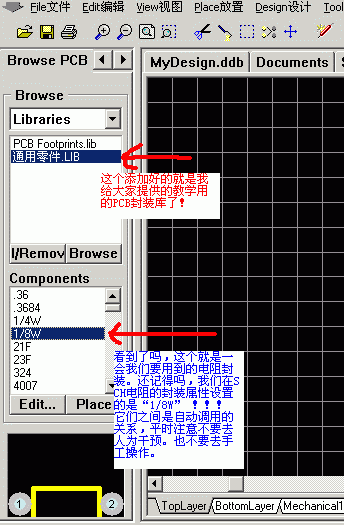 File文件 Edit编辑 View视图 Place放置 Design设计 Tool
Browse PCB
MyDesign.ddb Documents
Browse
Libraries
PCB Footprints.lib
通用零件.LIB
这个添加好的就是我
给大家提供的教学用
的PCB封装库了!
l/Remov Browse
Components
.36
.3684
1/4W
1/8W
21F
23F
324
4007
Edit... Place
看到了吗，这个就是一
会我们要用到的电阻封
装。还记得吗，我们在S
CH电阻的封装属性设置
的是“1/8W” ！！！
它们之间是自动调用的
关系，平时注意不要去
人为干预。也不要去手
工操作。
1 2
TopLayer BottomLayer Mechanical1